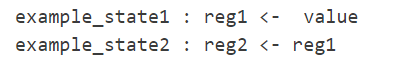 example_state1 : reg1 <-  value
example_state2 : reg2 <- reg1